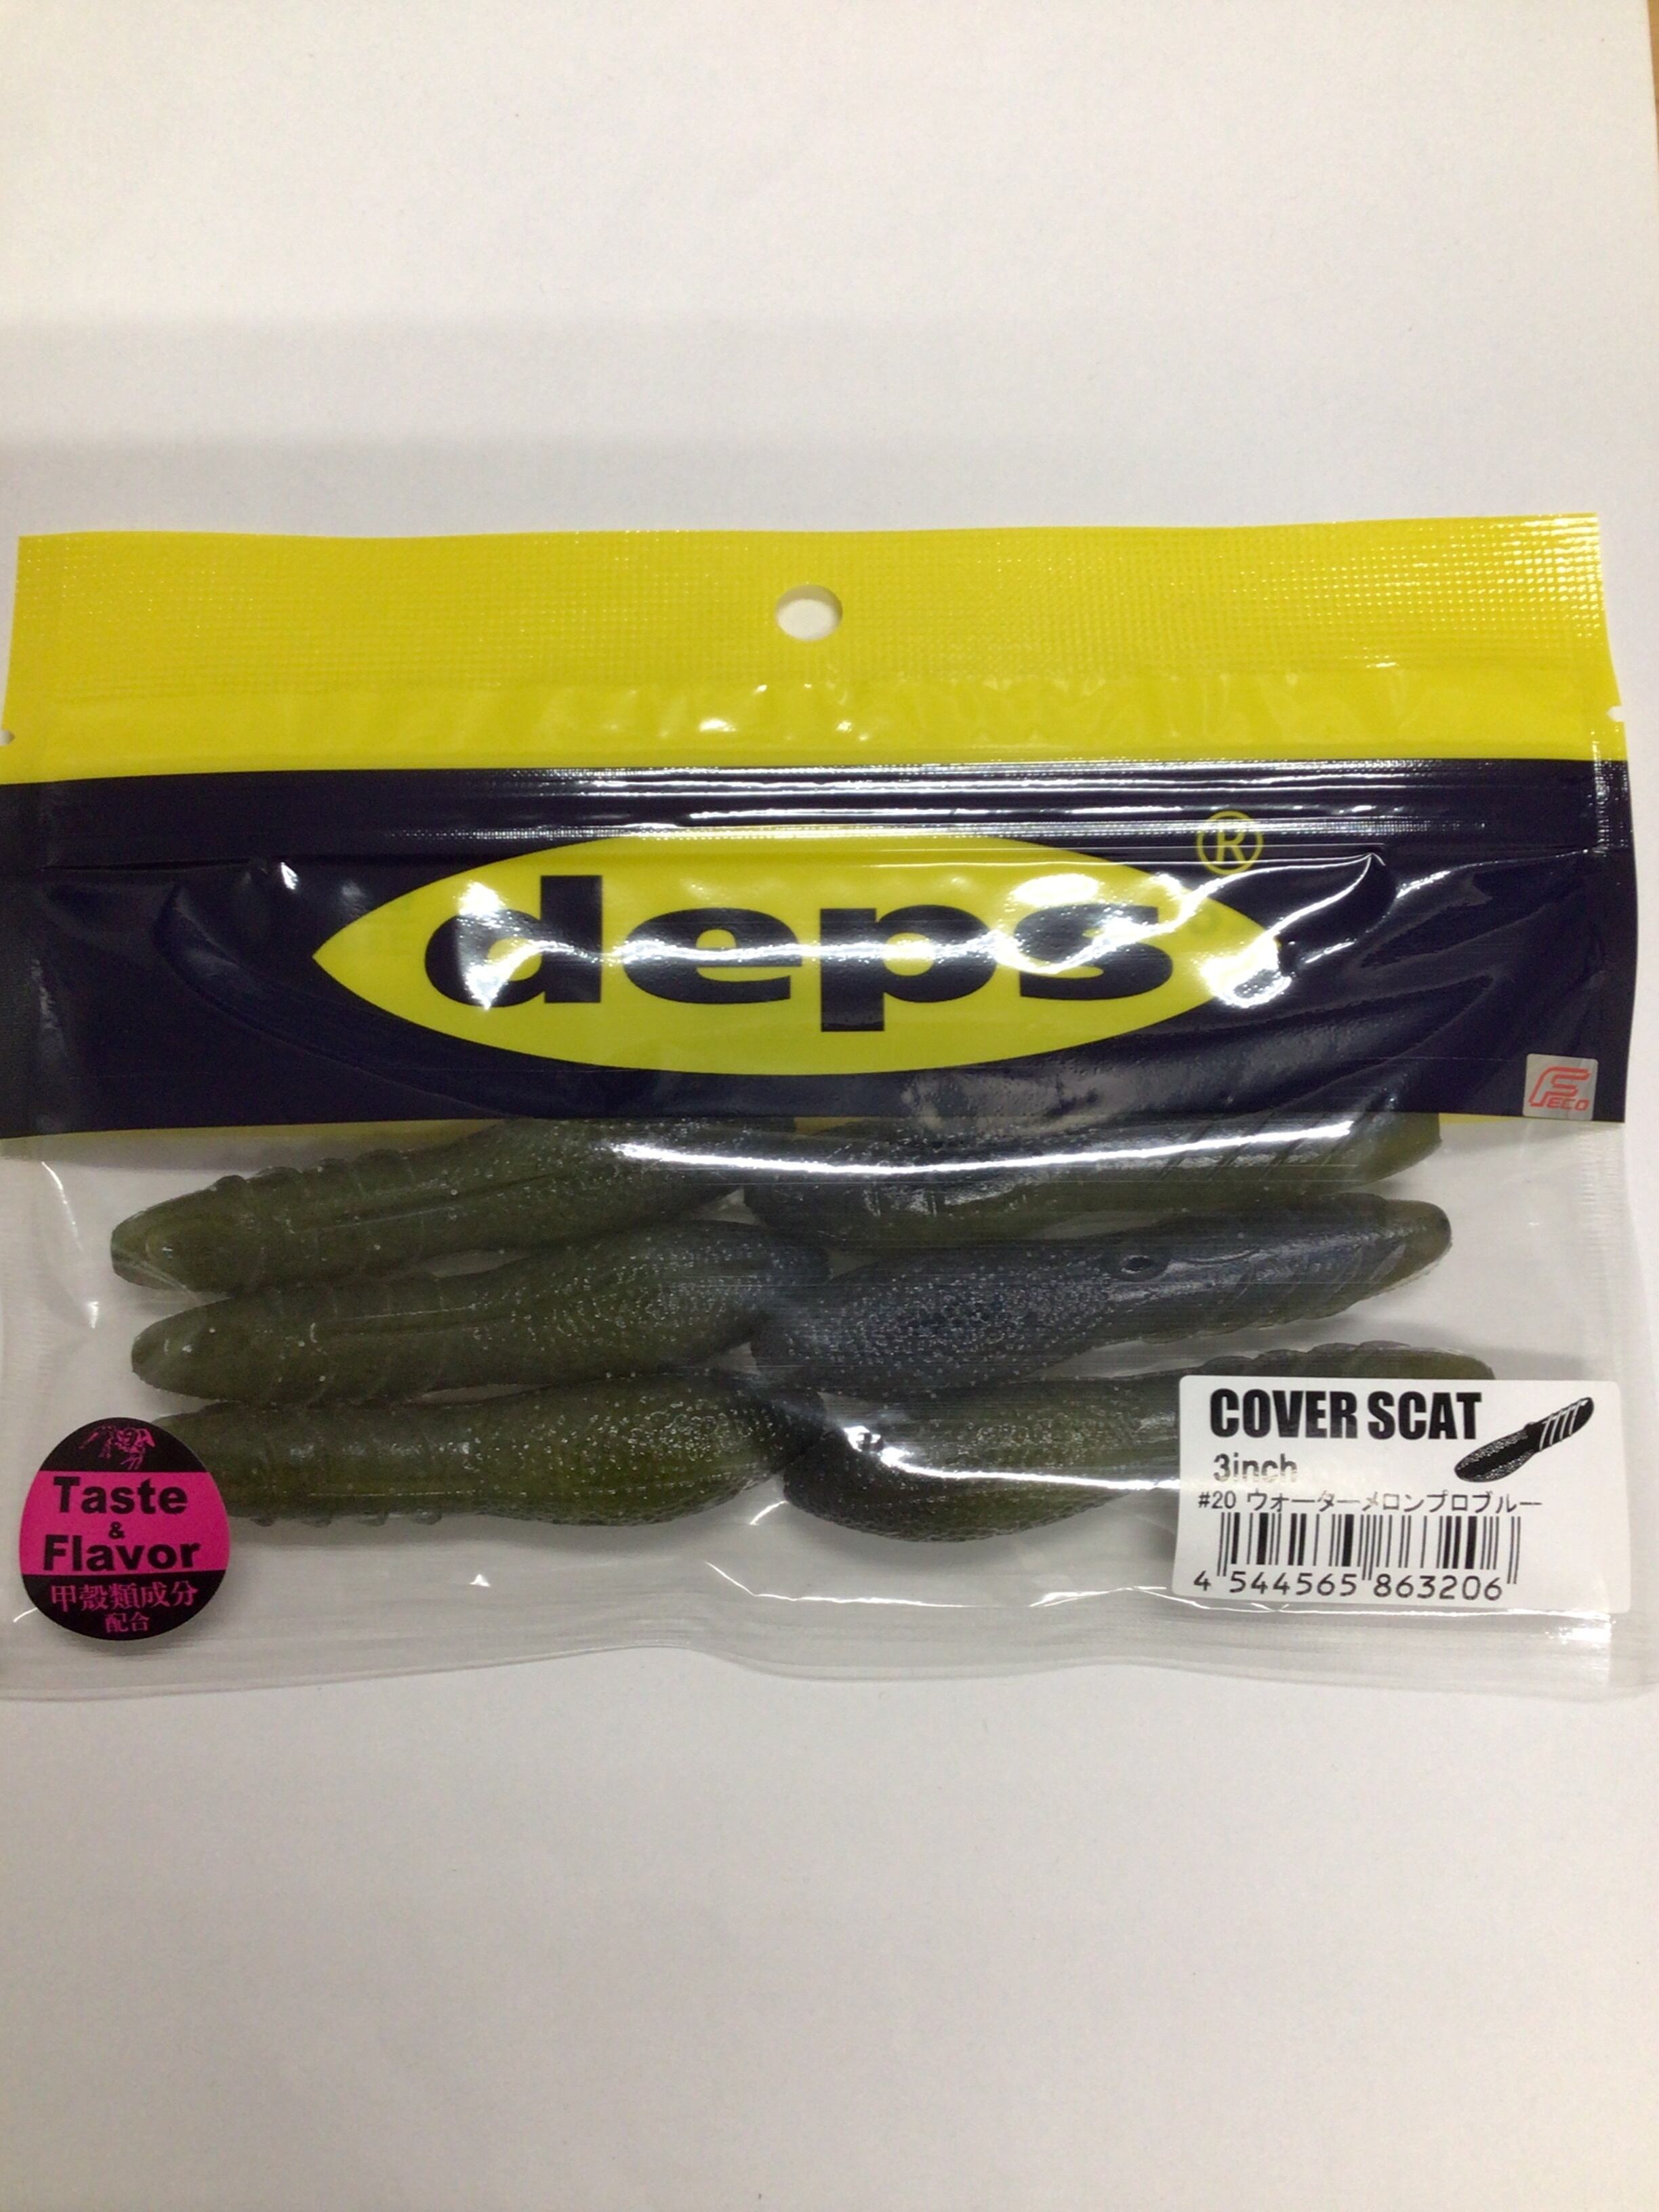 deps®
Feco
COVER SCAT
3inch
#20 ウォーターメロンプロブルー
4 544565 863206
Taste
&
Flavor
甲殻類成分
配合